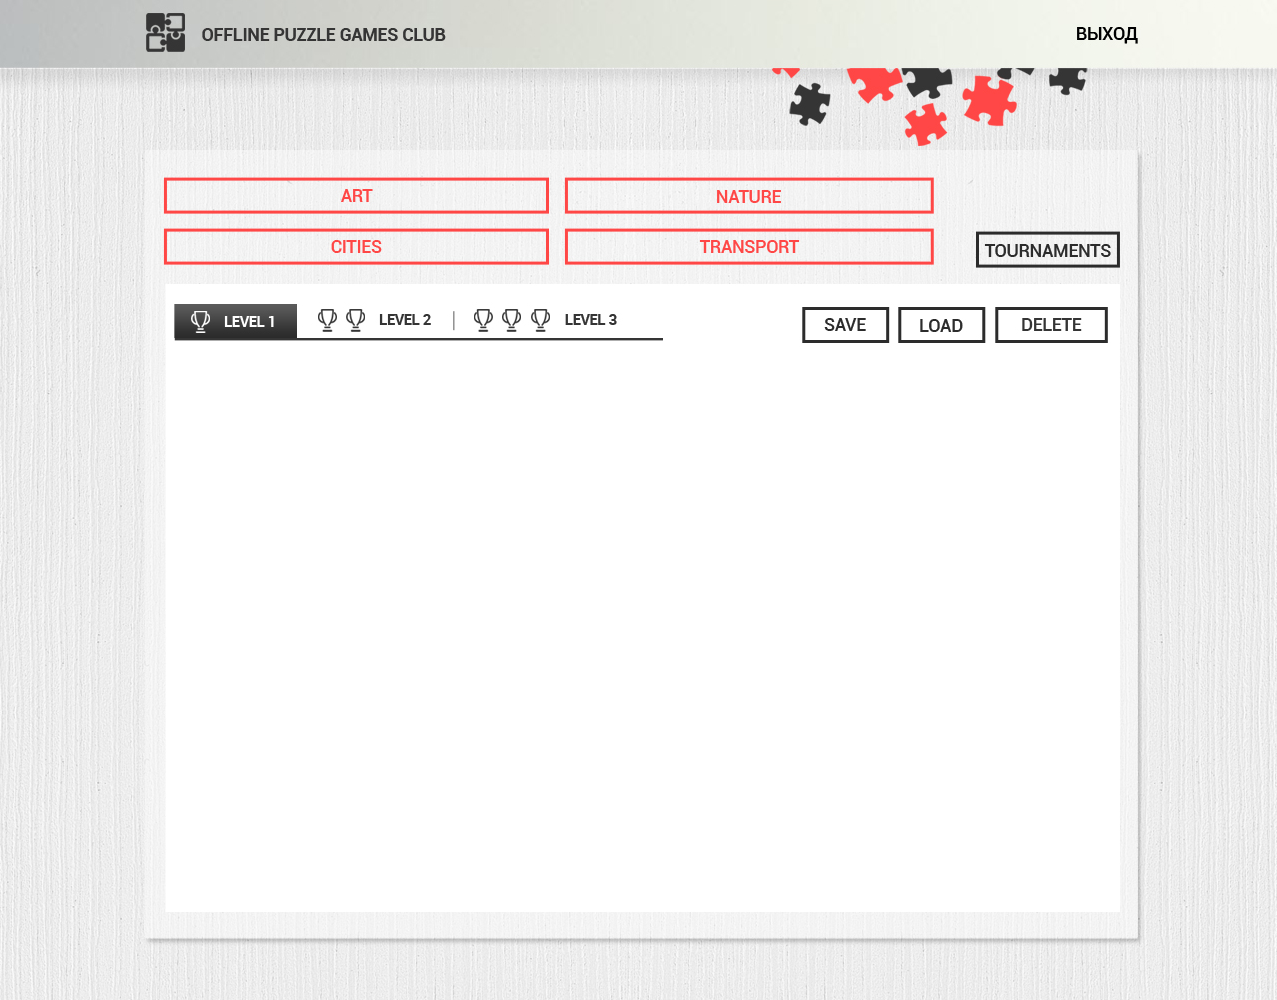 OFFLINE PUZZLE GAMES CLUB
ВЫХОД
ART
NATURE
CITIES
TRANSPORT
TOURNAMENTS
LEVEL 1
LEVEL 2
LEVEL 3
SAVE
LOAD
DELETE